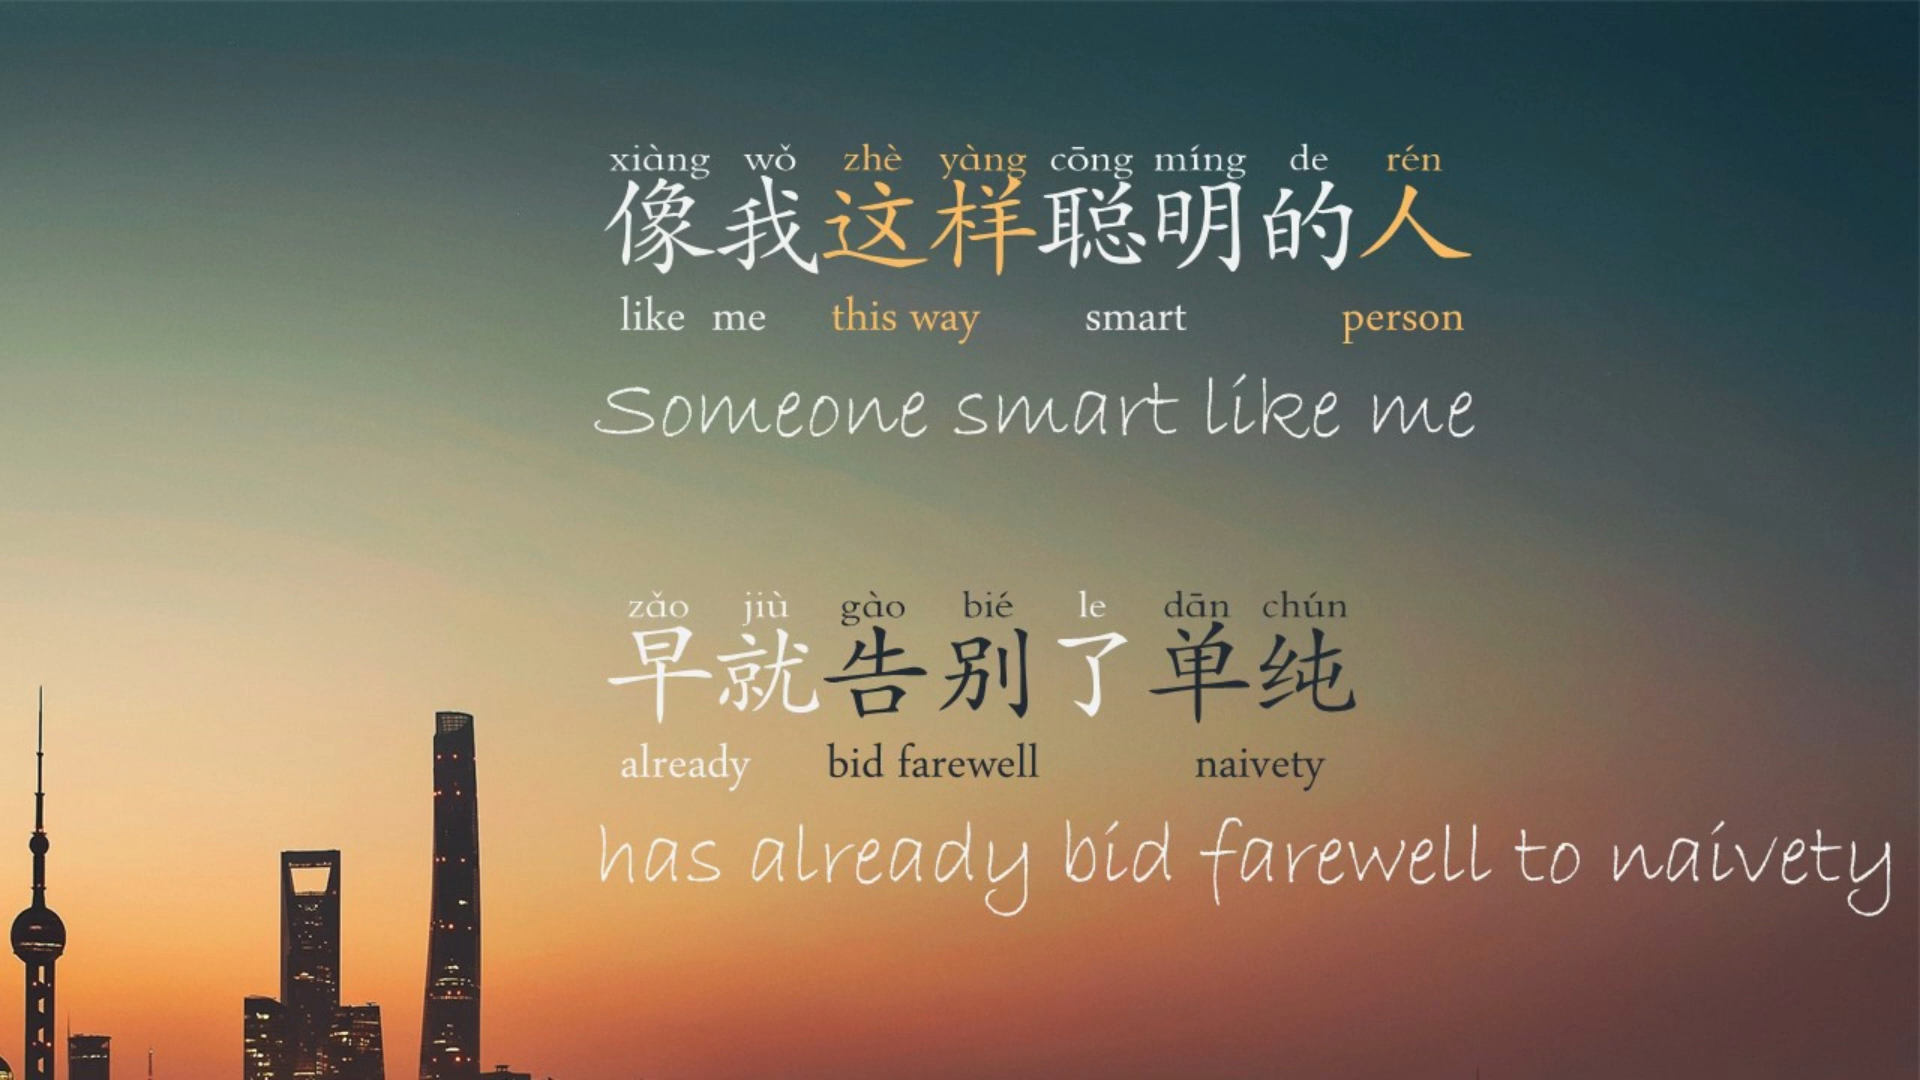 xiàng wǒ zhè yàng cōng míng de rén
像我这样聪明的人
like me this way smart person
Someone smart like me
zǎo jiù gào bié le dān chún
早就告别了单纯
already bid farewell naivety
has already bid farewell to naivety